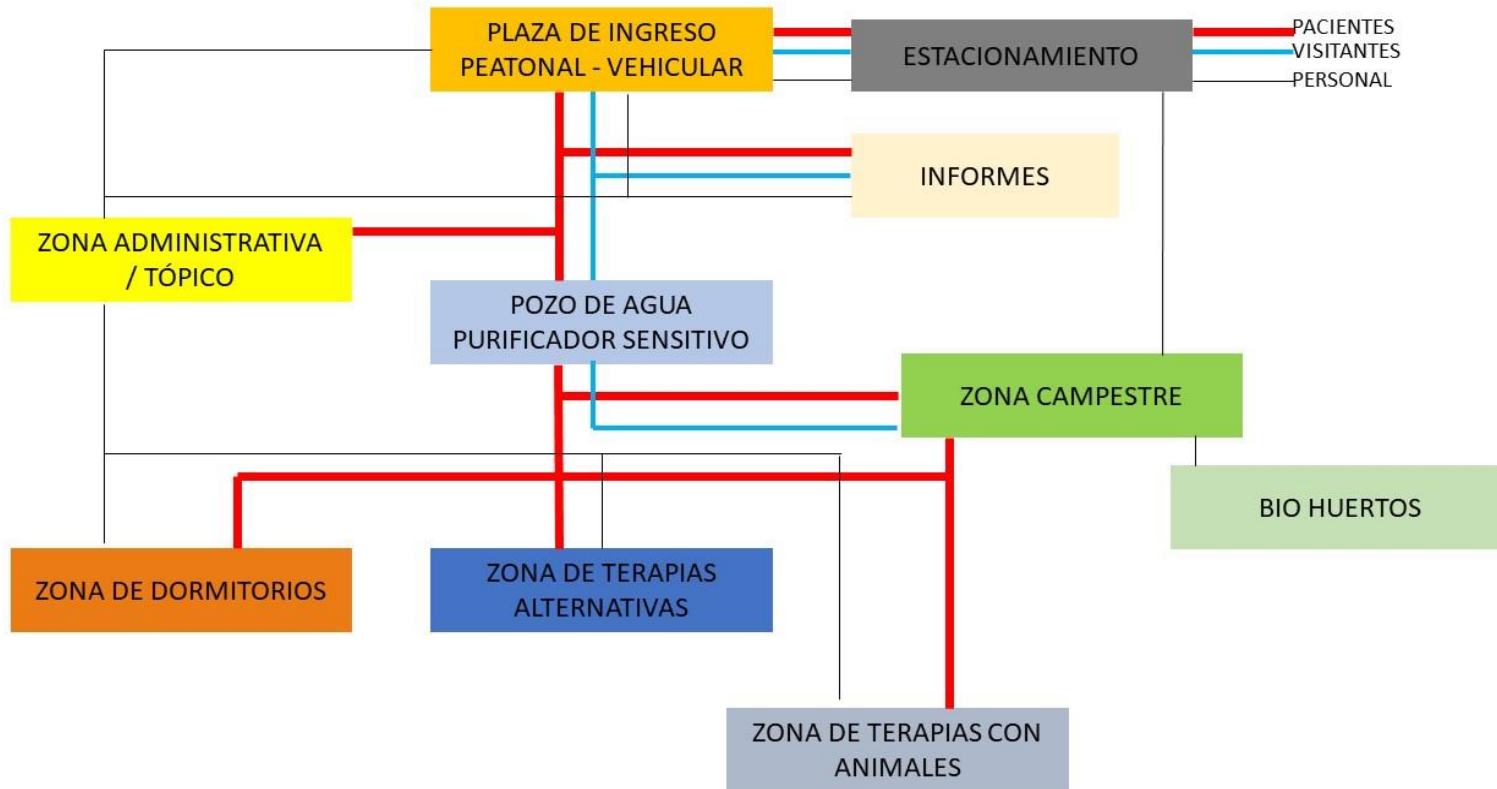 PLAZA DE INGRESO
PEATONAL - VEHICULAR
ESTACIONAMIENTO
PACIENTES
VISITANTES
PERSONAL
INFORMES
ZONA ADMINISTRATIVA
/ TÓPICO
POZO DE AGUA
PURIFICADOR SENSITIVO
ZONA CAMPESTRE
BIO HUERTOS
ZONA DE DORMITORIOS
ZONA DE TERAPIAS
ALTERNATIVAS
ZONA DE TERAPIAS CON
ANIMALES